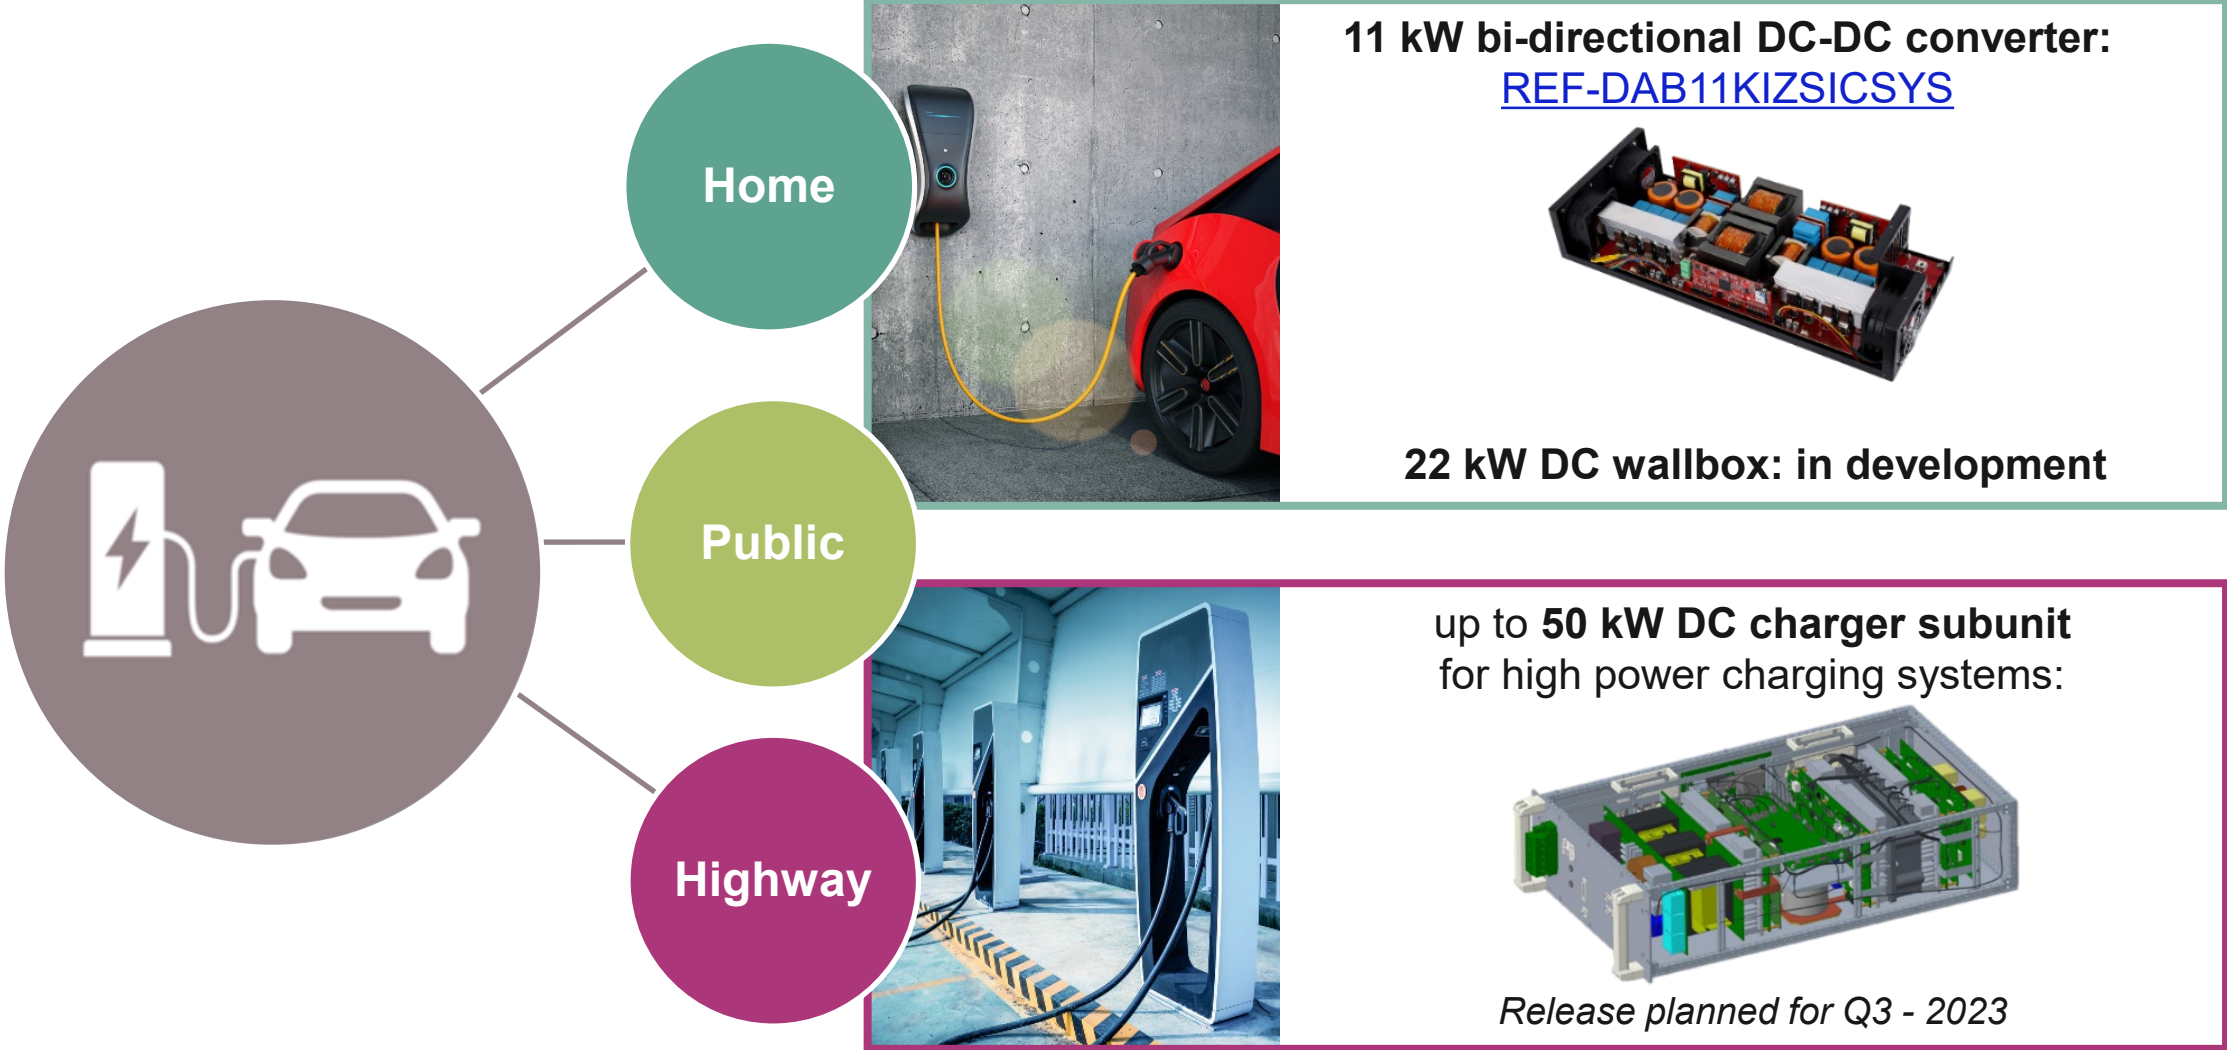 Home
Public
Highway
11 kW bi-directional DC-DC converter:
REF-DAB11KIZSICSYS
22 kW DC wallbox: in development
up to 50 kW DC charger subunit
for high power charging systems:
Release planned for Q3 - 2023